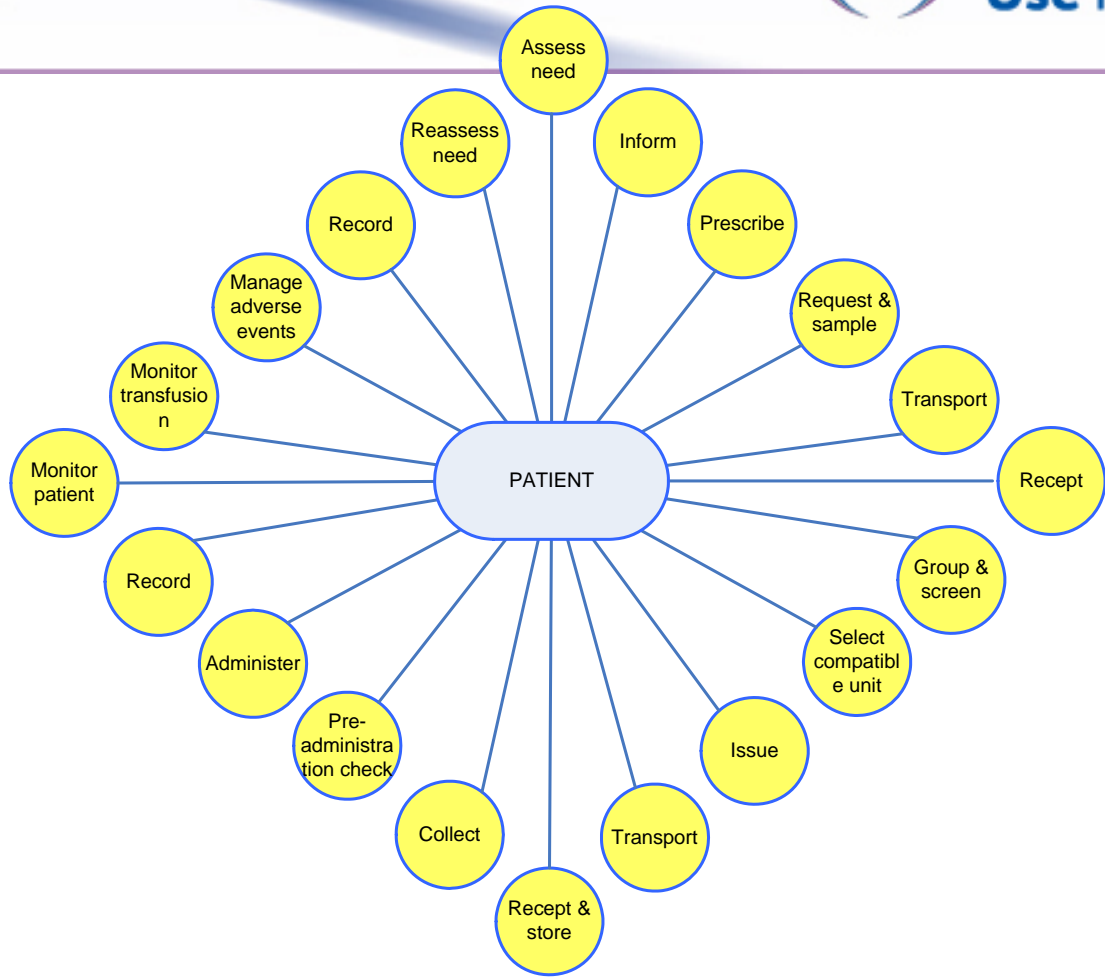 Assess
need
Inform
Prescribe
Request &
sample
Transport
Recept
Group &
screen
Select
compatibl
e unit
Issue
Transport
Recept &
store
Collect
Pre-
administra
tion check
Administer
Record
Monitor
patient
Monitor
transfusio
n
Manage
adverse
events
Record
Reassess
need
PATIENT